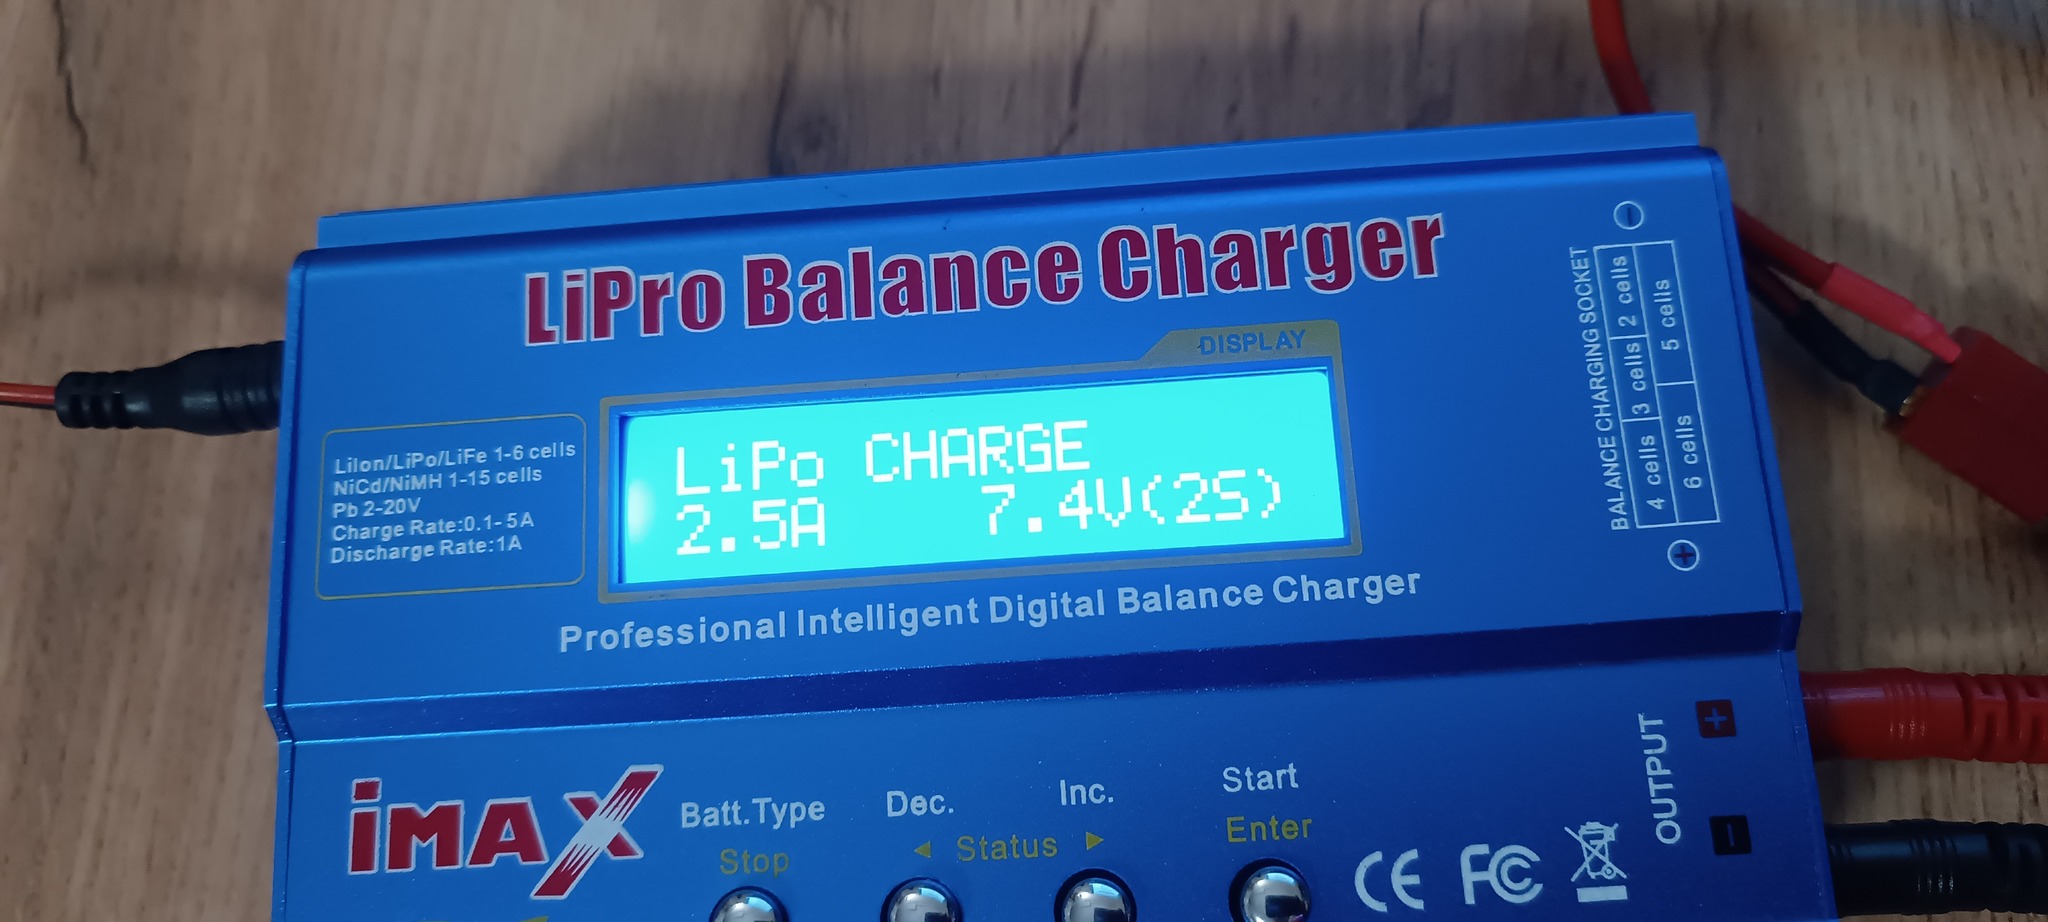 LiPro Balance Charger
DISPLAY
LiPo CHARGE
2.5A 7.4V(2S)
LiIon/LiPo/LiFe 1-6 cells
NiCd/NiMH 1-15 cells
Pb 2-20V
Charge Rate:0.1-5A
Discharge Rate:1A
Professional Intelligent Digital Balance Charger
BALANCE CHARGING SOCKET
4 cells 3 cells 2 cells
6 cells 5 cells
iMAX
Batt.Type
Stop
Dec.
Inc.
◄ Status ►
Start
Enter
CE FC
OUTPUT
+
-